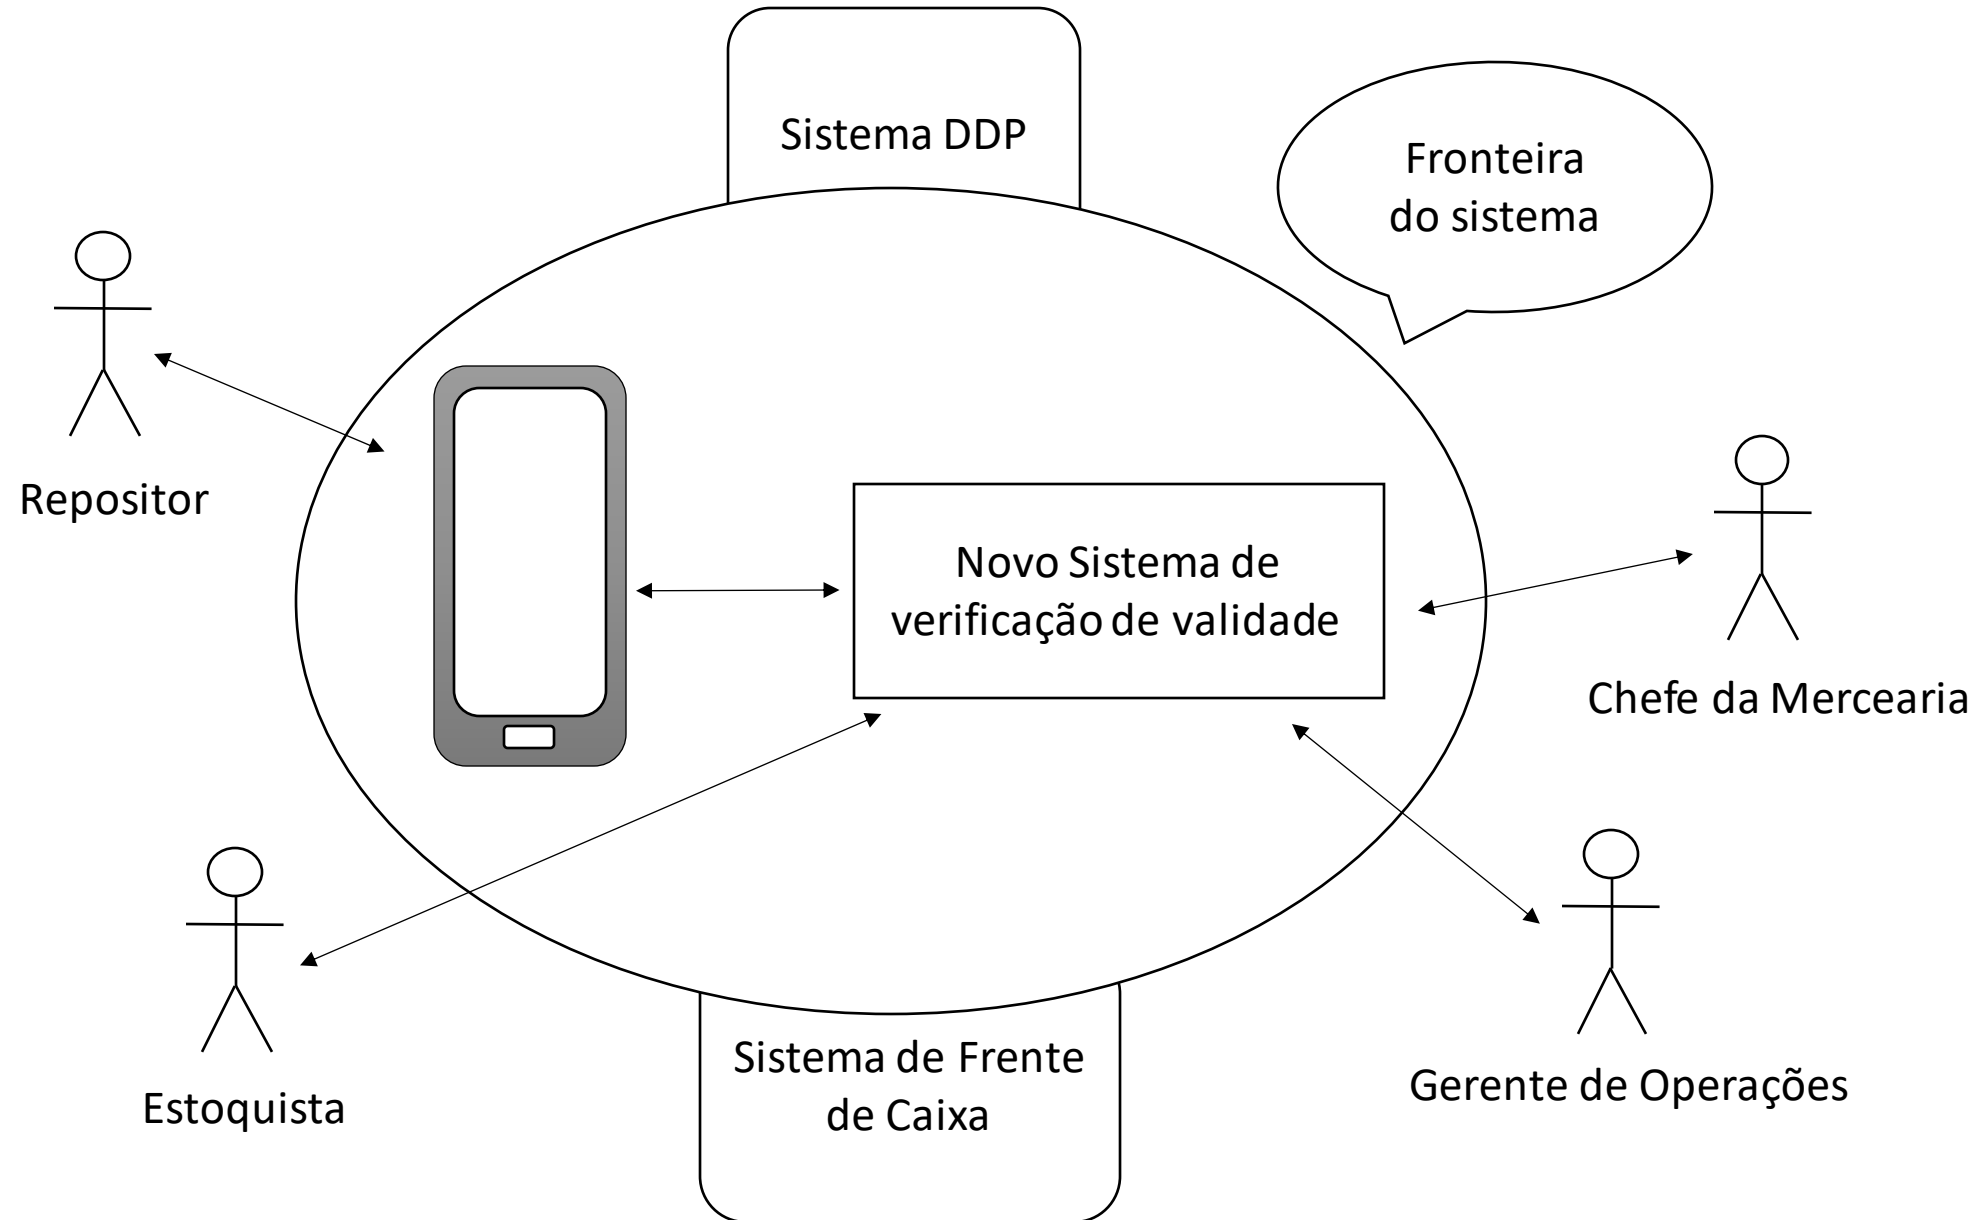 Sistema DDP
Fronteira
do sistema
Repositor
Novo Sistema de
verificação de validade
Chefe da Mercearia
Estoquista
Sistema de Frente
de Caixa
Gerente de Operações